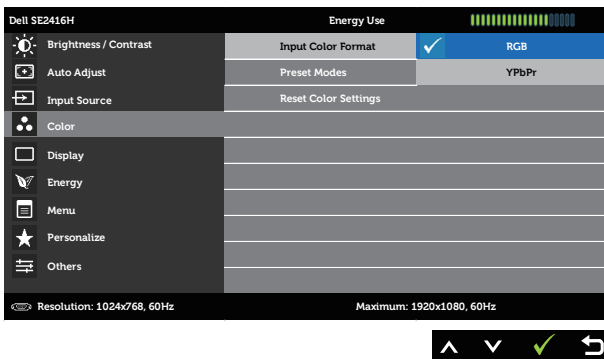 Dell SE2416H Energy Use
Brightness / Contrast Input Color Format RGB
Auto Adjust Preset Modes YPbPr
Input Source Reset Color Settings
Color
Display
Energy
Menu
Personalize
Others
Resolution: 1024x768, 60Hz Maximum: 1920x1080, 60Hz